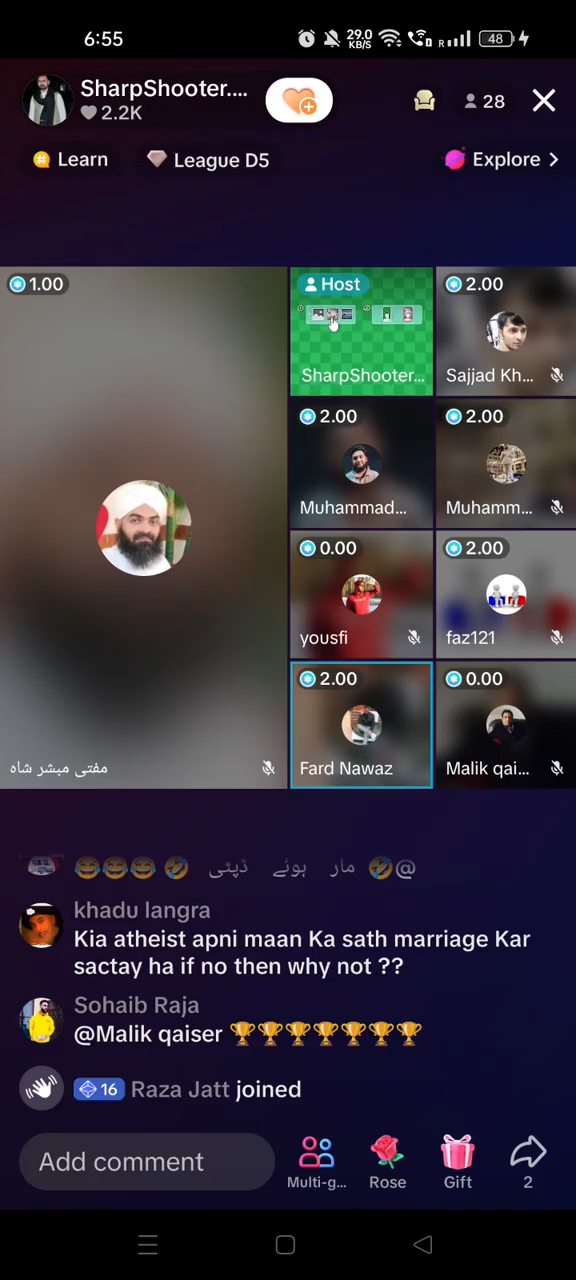 6:55
29.0
KB/S
R
48
SharpShooter....
2.2K
28
Learn
League D5
Explore >
1.00
Host
SharpShooter...
2.00
Sajjad Kh...
2.00
Muhammad...
2.00
Muhamm...
0.00
yousfi
2.00
faz121
2.00
Fard Nawaz
0.00
Malik qai...
مفتی مبشر شاہ
😂😂😂 🤣 مار ہوئے ڈپٹی 🤣@
khadu langra
Kia atheist apni maan Ka sath marriage Kar
sactay ha if no then why not ??
Sohaib Raja
@Malik qaiser 🏆🏆🏆🏆🏆🏆🏆
16 Raza Jatt joined
Add comment
Multi-g...
Rose
Gift
2